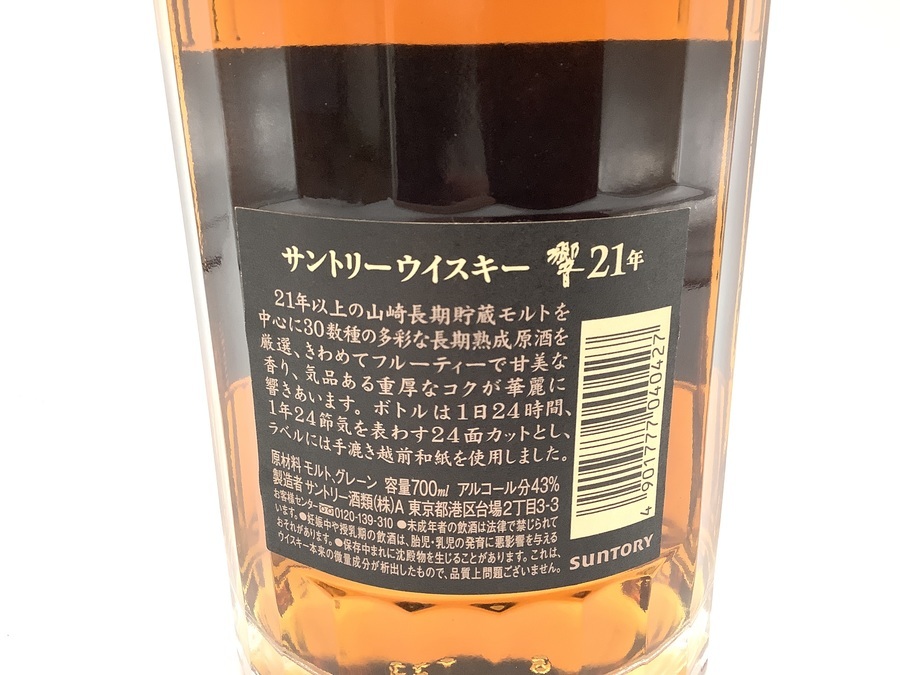 サントリーウイスキー 響 21年
21年以上の山崎長期貯蔵モルトを
中心に30数種の多彩な長期熟成原酒を
厳選、きわめてフルーティーで甘美な
香り、気品ある重厚なコクが華麗に
響きあいます。ボトルは1日24時間、
1年24節気を表わす24面カットとし、
ラベルには手漉き越前和紙を使用しました。
原材料 モルト、グレーン 容量700ml アルコール分43%
製造者 サントリー酒類(株)A 東京都港区台場2丁目3-3
お客様センター 0120-139-310 ●未成年者の飲酒は法律で禁じられて
います。●妊娠中や授乳期の飲酒は、胎児・乳児の発育に悪影響を与える
おそれがあります。●保存中まれに沈殿物を生じることがあります。これは、
ウイスキー本来の微量成分が析出したもので、品質上問題ございません。
4 901777 040427
SUNTORY